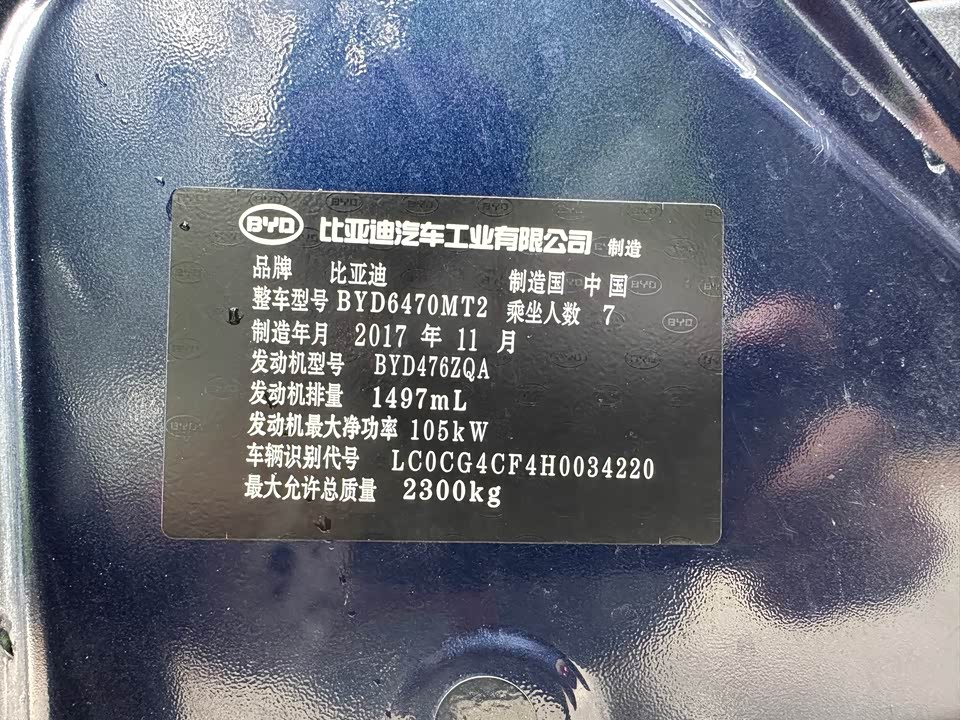 BYD 比亚迪汽车工业有限公司 制造
品牌 比亚迪 制造国 中国
整车型号 BYD6470MT2 乘坐人数 7
制造年月 2017 年 11 月
发动机型号 BYD476ZQA
发动机排量 1497mL
发动机最大净功率 105kW
车辆识别代号 LC0CG4CF4H0034220
最大允许总质量 2300kg